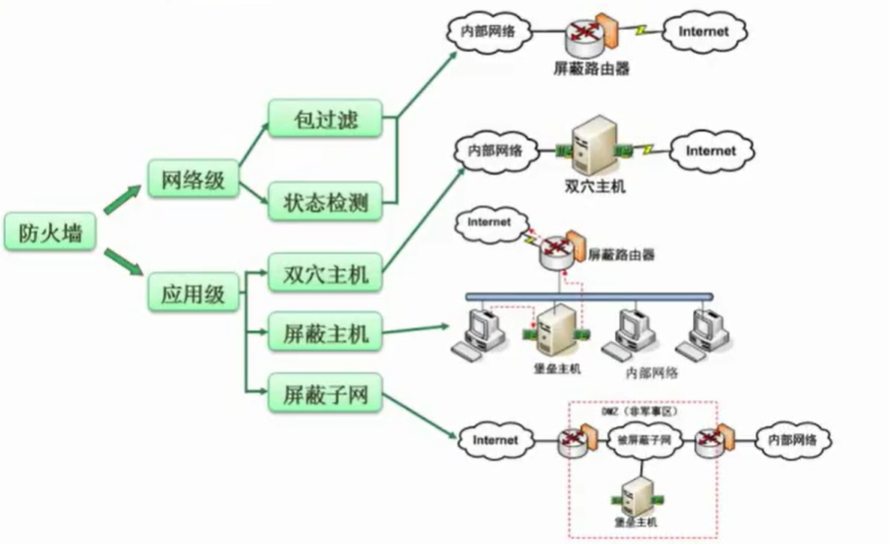 防火墙
网络级
应用级
包过滤
状态检测
双穴主机
屏蔽主机
屏蔽子网
内部网络
Internet
屏蔽路由器
内部网络
Internet
双穴主机
Internet
屏蔽路由器
堡垒主机
内部网络
DMZ（非军事区）
Internet
被屏蔽子网
内部网络
堡垒主机